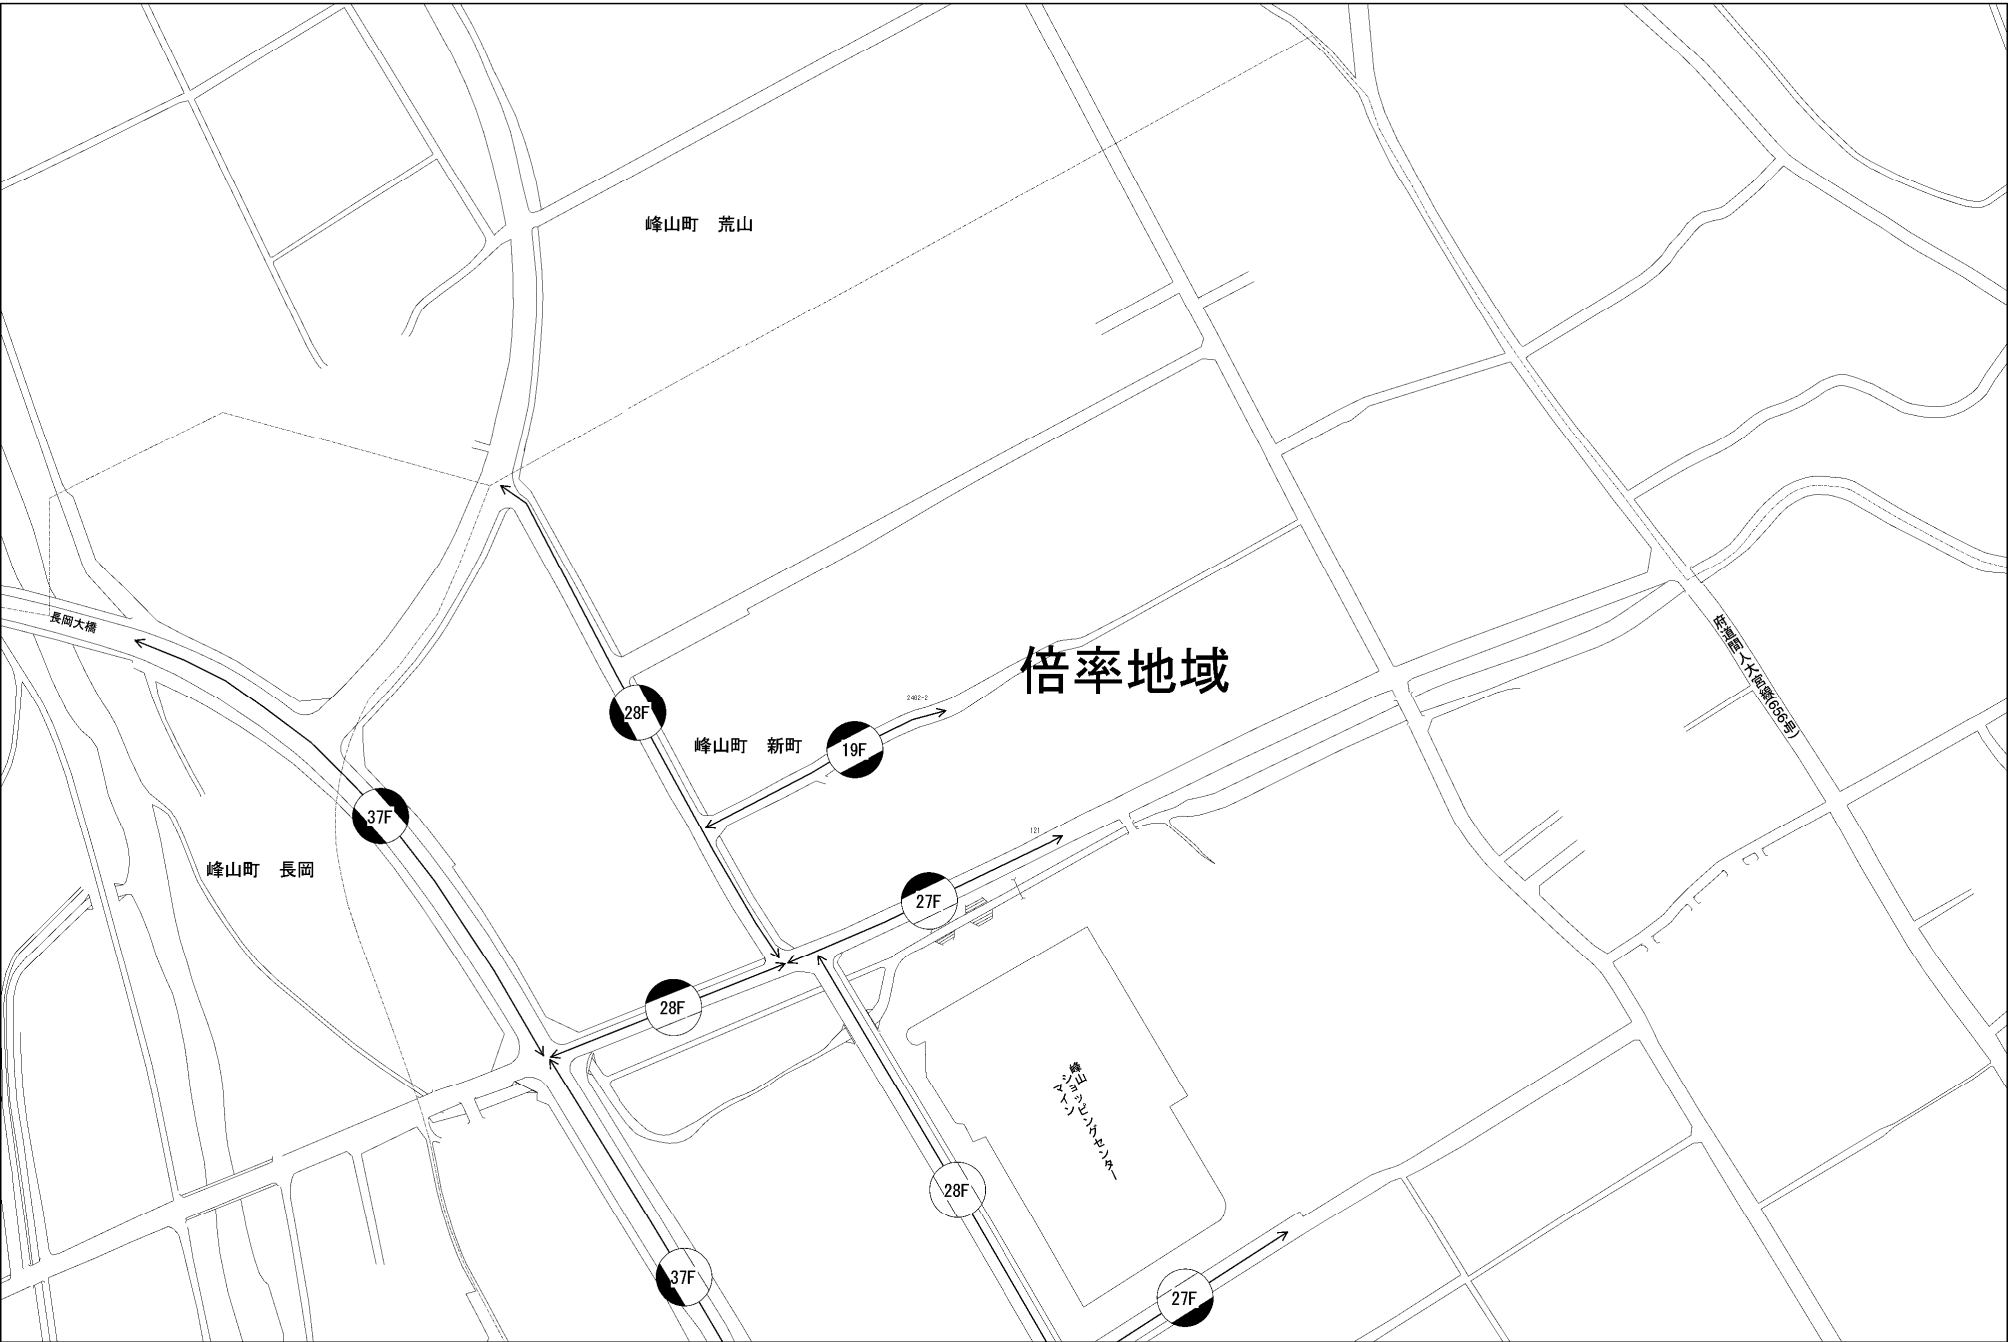 峰山町　荒山
長岡大橋
倍率地域
府道間人大宮線(656号)
2482-2
28F
峰山町　新町
19F
37F
121
峰山町　長岡
27F
28F
峰山
ショッピングセンター
マイン
28F
37F
27F